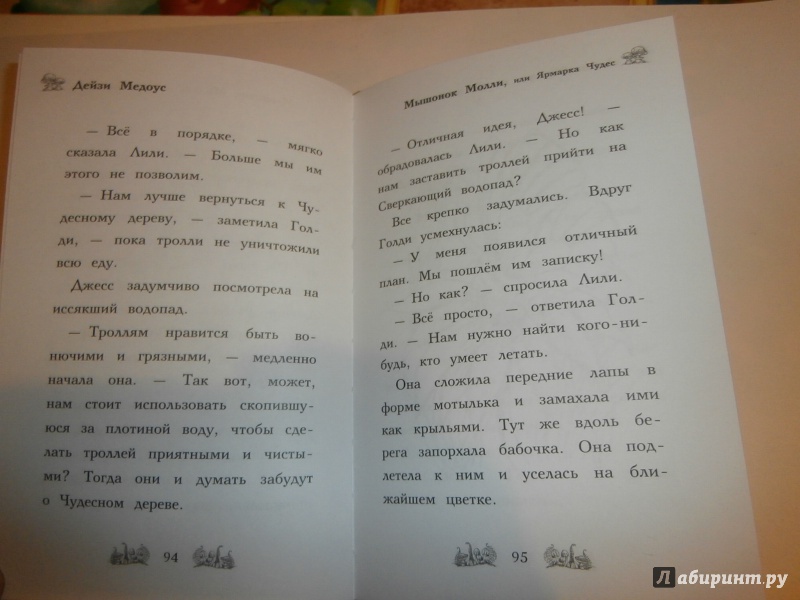 Дейзи Медоус
— Всё в порядке, — мягко
сказала Лили. — Больше мы им
этого не позволим.
— Нам лучше вернуться к Чу-
десному дереву, — заметила Гол-
ди, — пока тролли не уничтожили
всю еду.
Джесс задумчиво посмотрела на
иссякший водопад.
— Троллям нравится быть во-
нючими и грязными, — медленно
начала она. — Так вот, может,
нам стоит использовать скопившу-
юся за плотиной воду, чтобы сде-
лать троллей приятными и чисты-
ми? Тогда они и думать забудут
о Чудесном дереве.
94
Мышонок Молли, или Ярмарка Чудес
— Отличная идея, Джесс! —
обрадовалась Лили. — Но как
нам заставить троллей прийти на
Сверкающий водопад?
Все крепко задумались. Вдруг
Голди усмехнулась:
— У меня появился отличный
план. Мы пошлём им записку!
— Но как? — спросила Лили.
— Всё просто, — ответила Гол-
ди. — Нам нужно найти кого-ни-
будь, кто умеет летать.
Она сложила передние лапы в
форме мотылька и замахала ими
как крыльями. Тут же вдоль бе-
рега запорхала бабочка. Она под-
летела к ним и уселась на бли-
жайшем цветке.
95
Лабиринт.ру